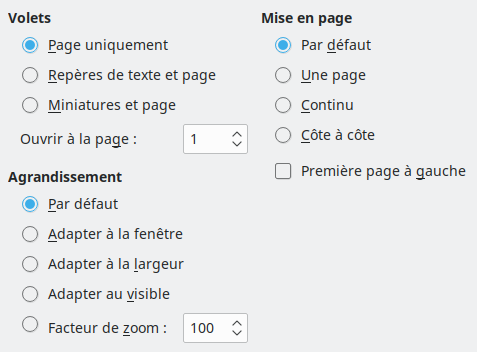 Volets
Page uniquement
Repères de texte et page
Miniatures et page
Ouvrir à la page : 1
Agrandissement
Par défaut
Adapter à la fenêtre
Adapter à la largeur
Adapter au visible
Facteur de zoom : 100
Mise en page
Par défaut
Une page
Continu
Côte à côte
Première page à gauche